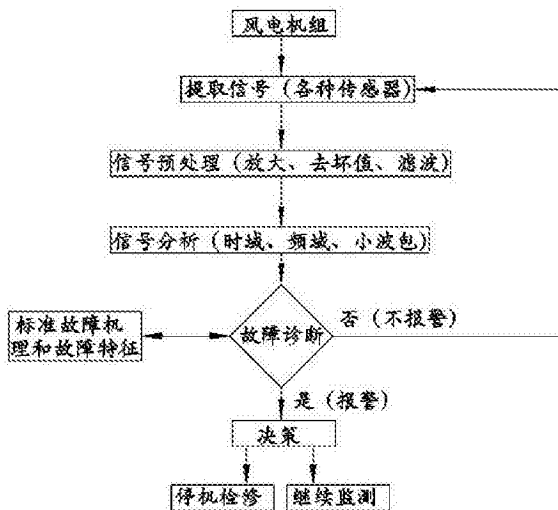 风电机组
提取信号（各种传感器）
信号预处理（放大、去坏值、滤波）
信号分析（时域、频域、小波包）
标准故障机
理和故障特征
故障诊断
否（不报警）
是（报警）
决策
停机检修
继续监测